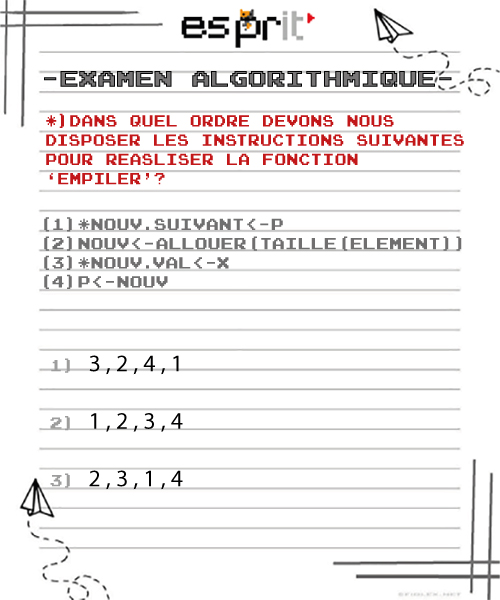 esprit
-EXAMEN ALGORITHMIQUE-
*)DANS QUEL ORDRE DEVONS NOUS
DISPOSER LES INSTRUCTIONS SUIVANTES
POUR REASLISER LA FONCTION
‘EMPILER’?
(1)*NOUV.SUIVANT<-P
(2)NOUV<-ALLOUER(TAILLE(ELEMENT))
(3)*NOUV.VAL<-X
(4)P<-NOUV
1) 3,2,4,1
2) 1,2,3,4
3) 2,3,1,4